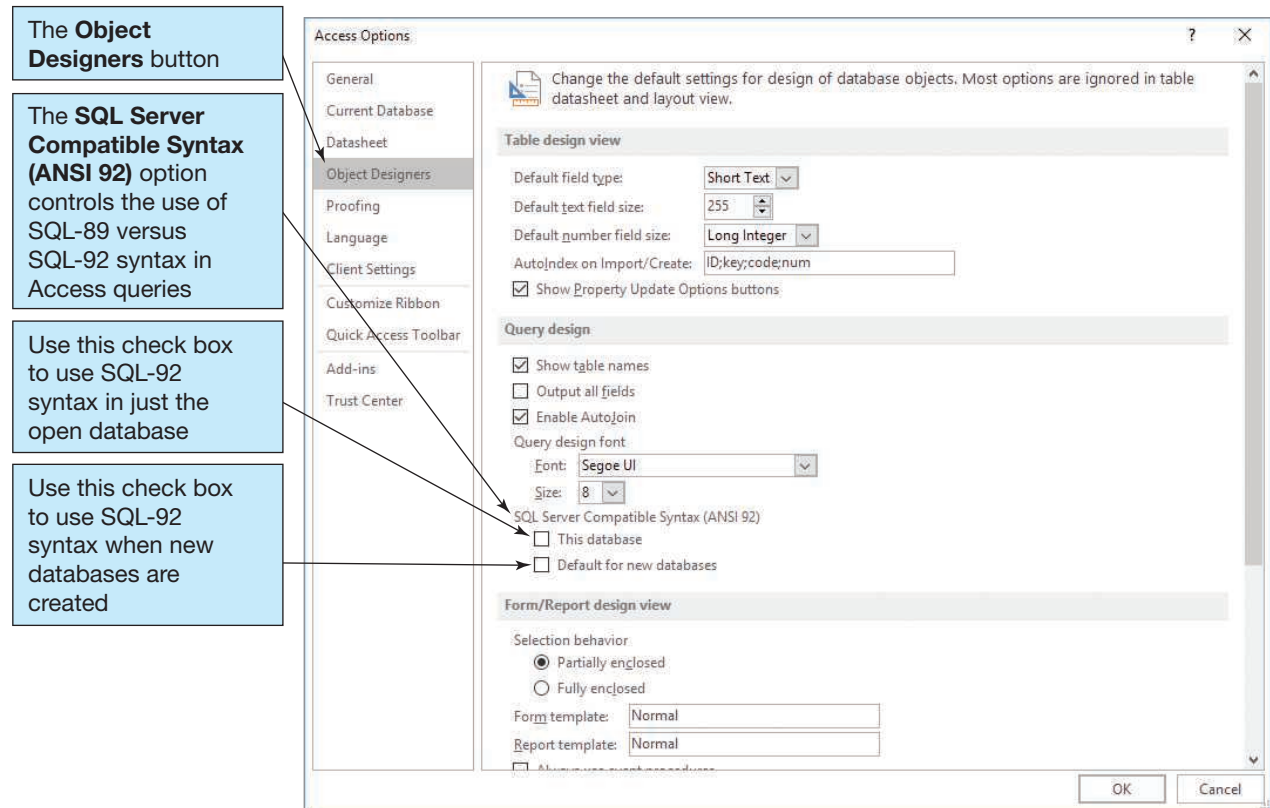 The Object
Designers button
The SQL Server
Compatible Syntax
(ANSI 92) option
controls the use of
SQL-89 versus
SQL-92 syntax in
Access queries
Use this check box
to use SQL-92
syntax in just the
open database
Use this check box
to use SQL-92
syntax when new
databases are
created
Access Options
?
General
Current Database
Datasheet
Object Designers
Proofing
Language
Client Settings
Customize Ribbon
Quick Access Toolbar
Add-ins
Trust Center
Change the default settings for design of database objects. Most options are ignored in table
datasheet and layout view.
Table design view
Default field type: Short Text
Default text field size: 255
Default number field size: Long Integer
AutoIndex on Import/Create: ID;key;code;num
Show Property Update Options buttons
Query design
Show table names
Output all fields
Enable AutoJoin
Query design font
Font: Segoe UI
Size: 8
SQL Server Compatible Syntax (ANSI 92)
This database
Default for new databases
Form/Report design view
Selection behavior
Partially enclosed
Fully enclosed
Form template: Normal
Report template: Normal
Always use event procedures
OK Cancel